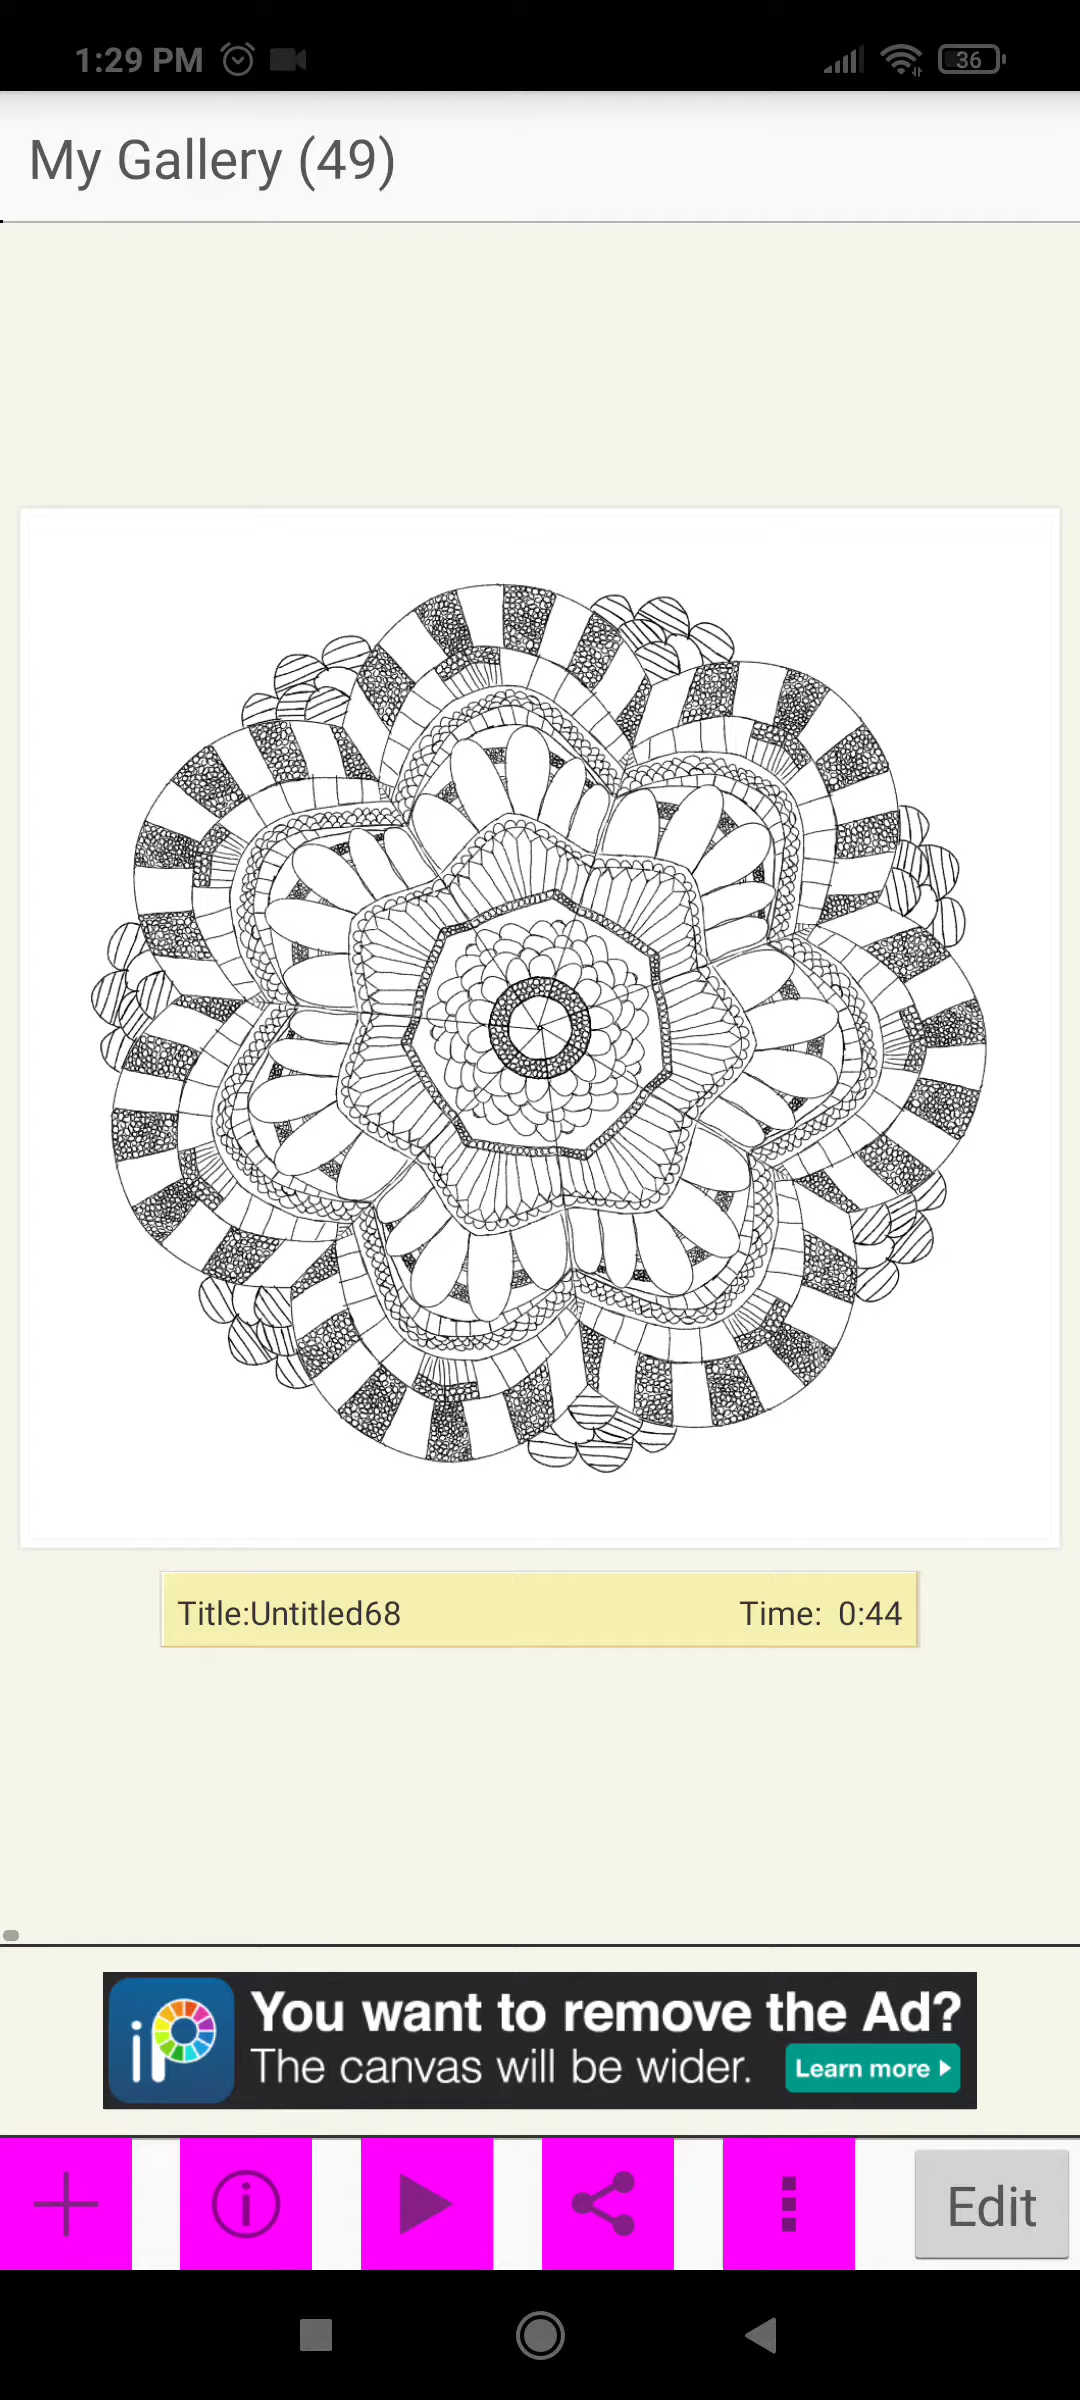 1:29 PM
36
My Gallery (49)
Title:Untitled68 Time: 0:44
iP
You want to remove the Ad?
The canvas will be wider.
Learn more
Edit